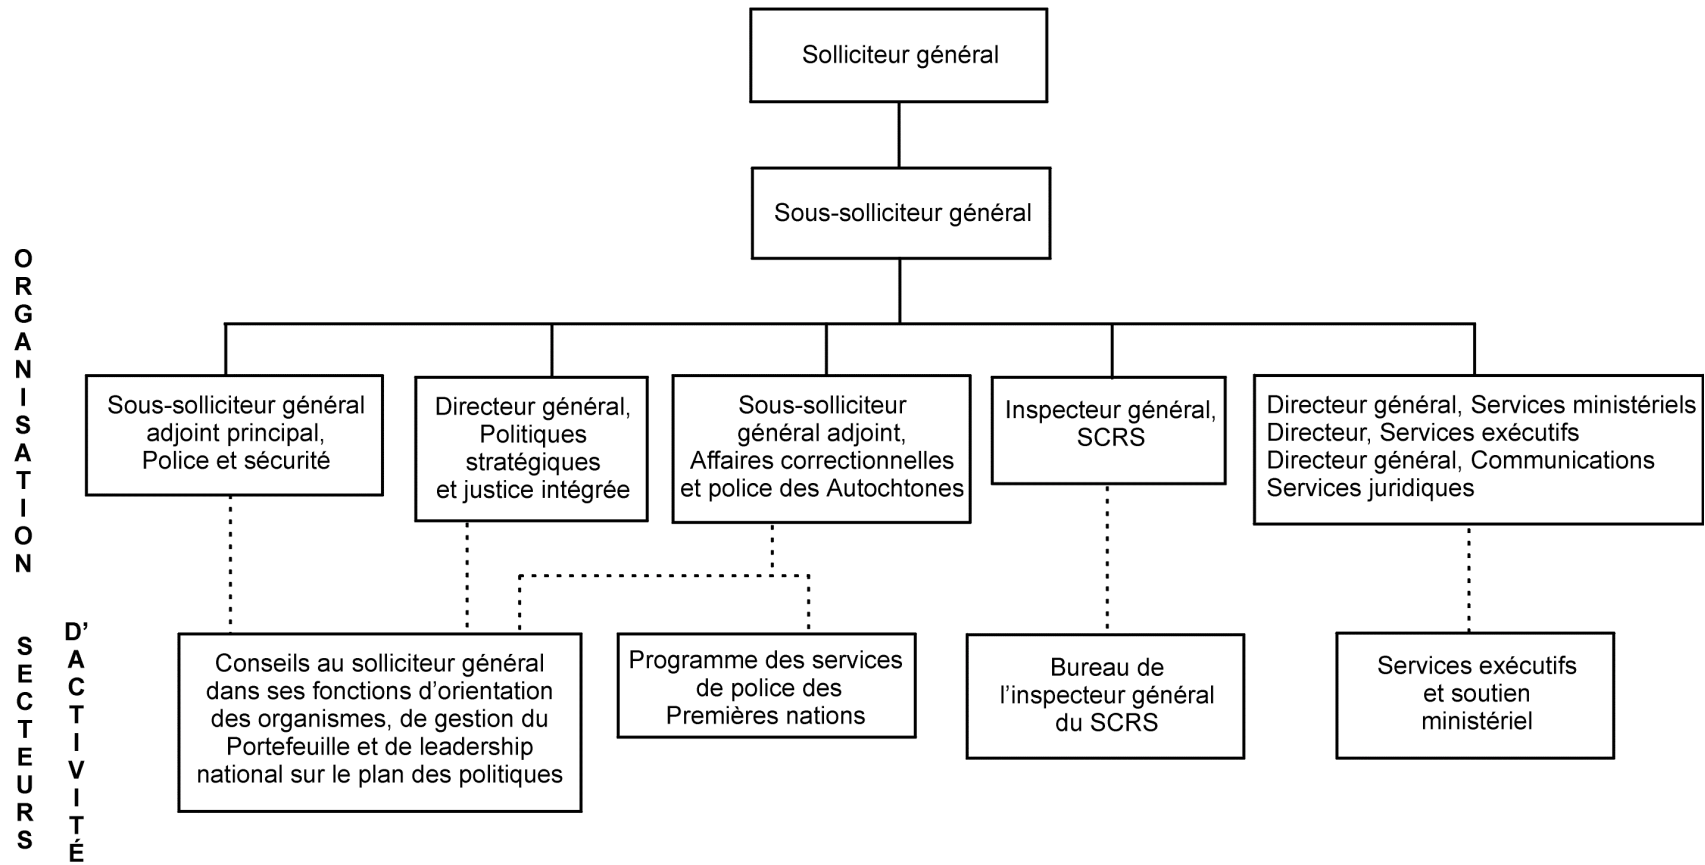 Solliciteur général
Sous-solliciteur général
ORGANISATION
Sous-solliciteur général
adjoint principal,
Police et sécurité
Directeur général,
Politiques
stratégiques
et justice intégrée
Sous-solliciteur
général adjoint,
Affaires correctionnelles
et police des Autochtones
Inspecteur général,
SCRS
Directeur général, Services ministériels
Directeur, Services exécutifs
Directeur général, Communications
Services juridiques
SECTEURS
D’ACTIVITÉ
Conseils au solliciteur général
dans ses fonctions d’orientation
des organismes, de gestion du
Portefeuille et de leadership
national sur le plan des politiques
Programme des services
de police des
Premières nations
Bureau de
l’inspecteur général
du SCRS
Services exécutifs
et soutien
ministériel